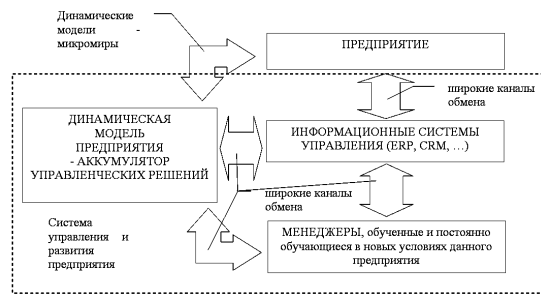 Динамические
модели -
микромиры
ПРЕДПРИЯТИЕ
широкие каналы
обмена
ДИНАМИЧЕСКАЯ
МОДЕЛЬ
ПРЕДПРИЯТИЯ
- АККУМУЛЯТОР
УПРАВЛЕНЧЕСКИХ РЕШЕНИЙ
ИНФОРМАЦИОННЫЕ СИСТЕМЫ
УПРАВЛЕНИЯ (ERP, CRM, …)
широкие каналы
обмена
Система
управления и
развития
предприятия
МЕНЕДЖЕРЫ, обученные и постоянно
обучающиеся в новых условиях данного
предприятия